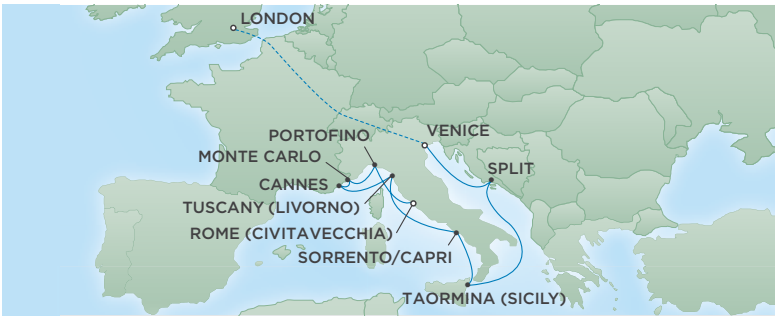 LONDON
VENICE
PORTOFINO
MONTE CARLO
SPLIT
CANNES
TUSCANY (LIVORNO)
ROME (CIVITAVECCHIA)
SORRENTO/CAPRI
TAORMINA (SICILY)